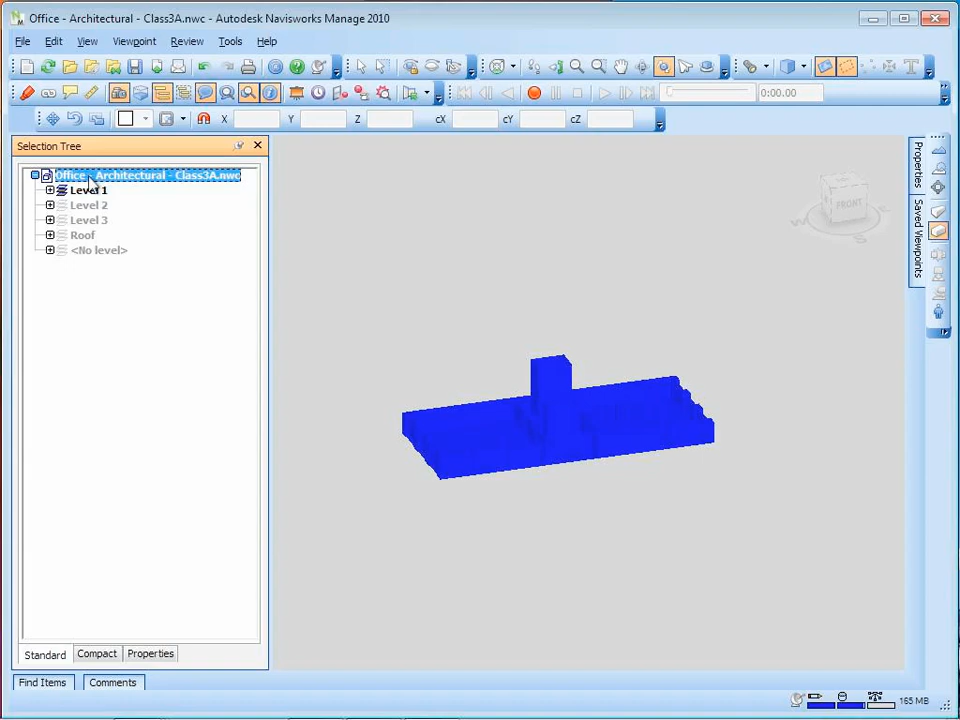 Office - Architectural - Class3A.nwc - Autodesk Navisworks Manage 2010
File Edit View Viewpoint Review Tools Help
0:00.00
X Y Z cX cY cZ
Selection Tree
Office - Architectural - Class3A.nwc
Level 1
Level 2
Level 3
Roof
<No level>
FRONT
Properties
Saved Viewpoints
Standard Compact Properties
Find Items Comments
165 MB